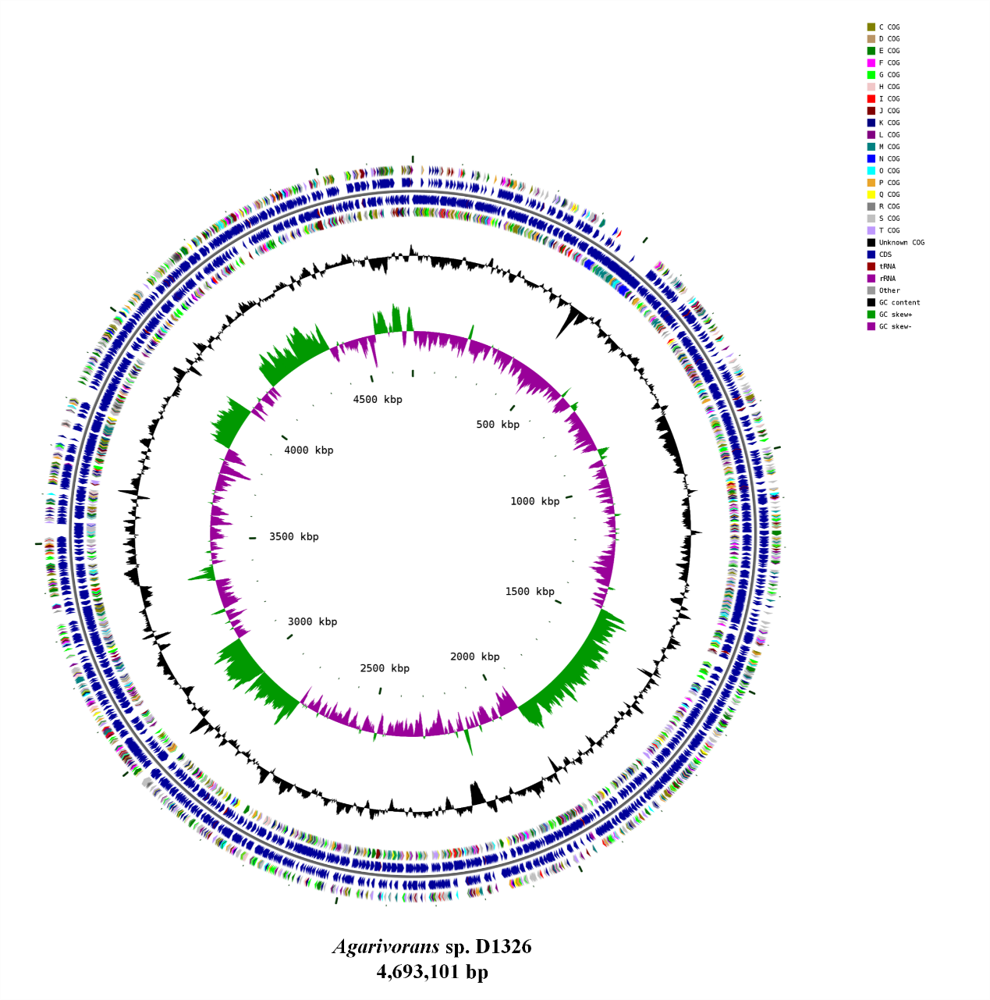 C COG
D COG
E COG
F COG
G COG
H COG
I COG
J COG
K COG
L COG
M COG
N COG
O COG
P COG
Q COG
R COG
S COG
T COG
Unknown COG
CDS
tRNA
rRNA
Other
GC content
GC skew+
GC skew-
4500 kbp
500 kbp
4000 kbp
1000 kbp
3500 kbp
1500 kbp
3000 kbp
2000 kbp
2500 kbp
Agarivorans sp. D1326
4,693,101 bp